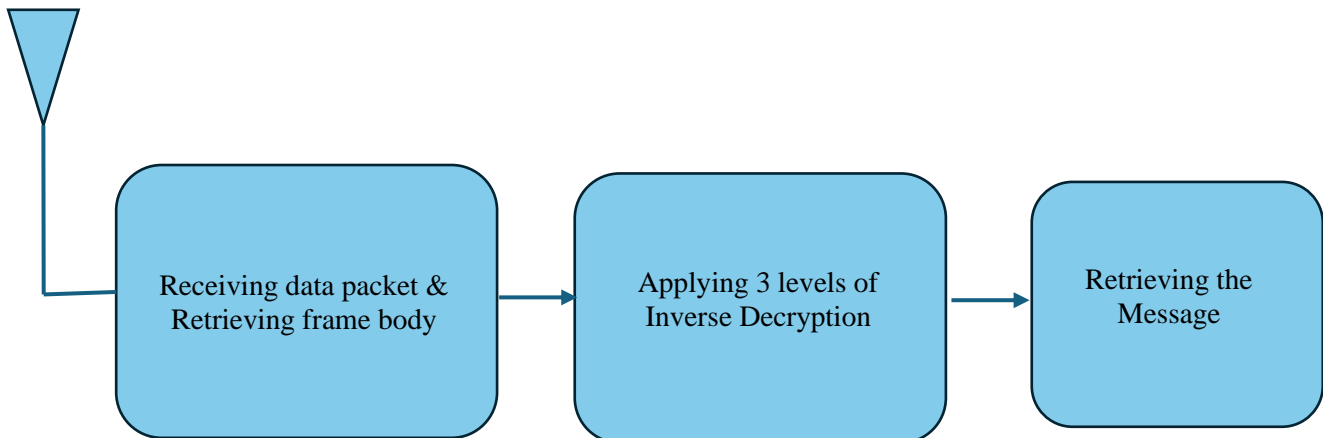 Receiving data packet &
Retrieving frame body
Applying 3 levels of
Inverse Decryption
Retrieving the
Message